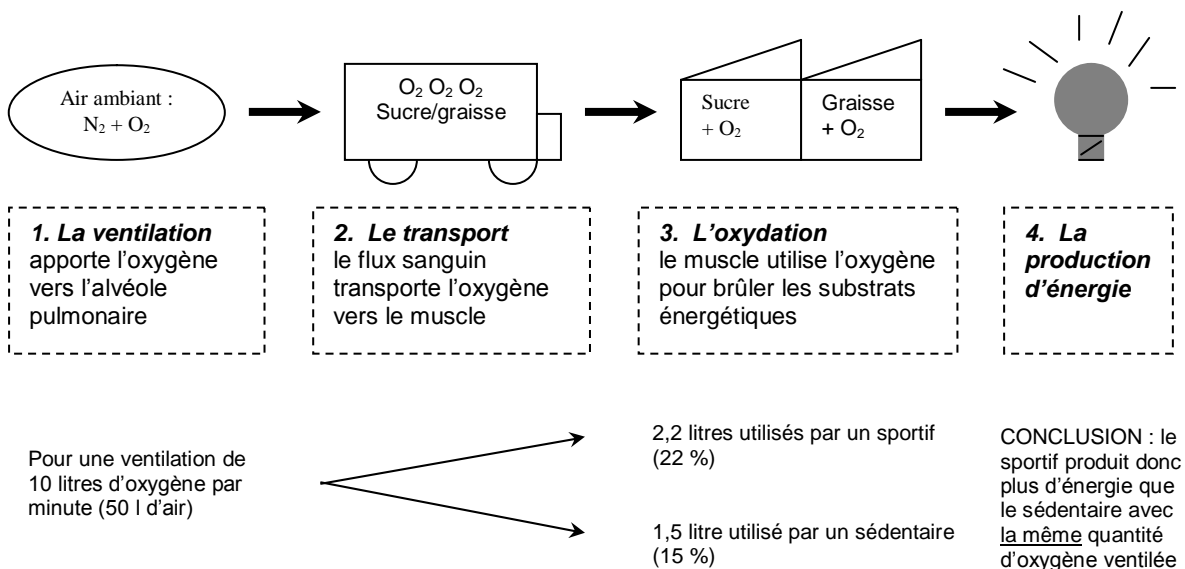 Air ambiant :
N₂ + O₂
O₂ O₂ O₂
Sucre/graisse
Sucre
+ O₂
Graisse
+ O₂
1. La ventilation
apporte l’oxygène
vers l’alvéole
pulmonaire
2. Le transport
le flux sanguin
transporte l’oxygène
vers le muscle
3. L’oxydation
le muscle utilise l’oxygène
pour brûler les substrats
énergétiques
4. La
production
d’énergie
Pour une ventilation de
10 litres d’oxygène par
minute (50 l d’air)
2,2 litres utilisés par un sportif
(22 %)
1,5 litre utilisé par un sédentaire
(15 %)
CONCLUSION : le
sportif produit donc
plus d’énergie que
le sédentaire avec
la même quantité
d’oxygène ventilée